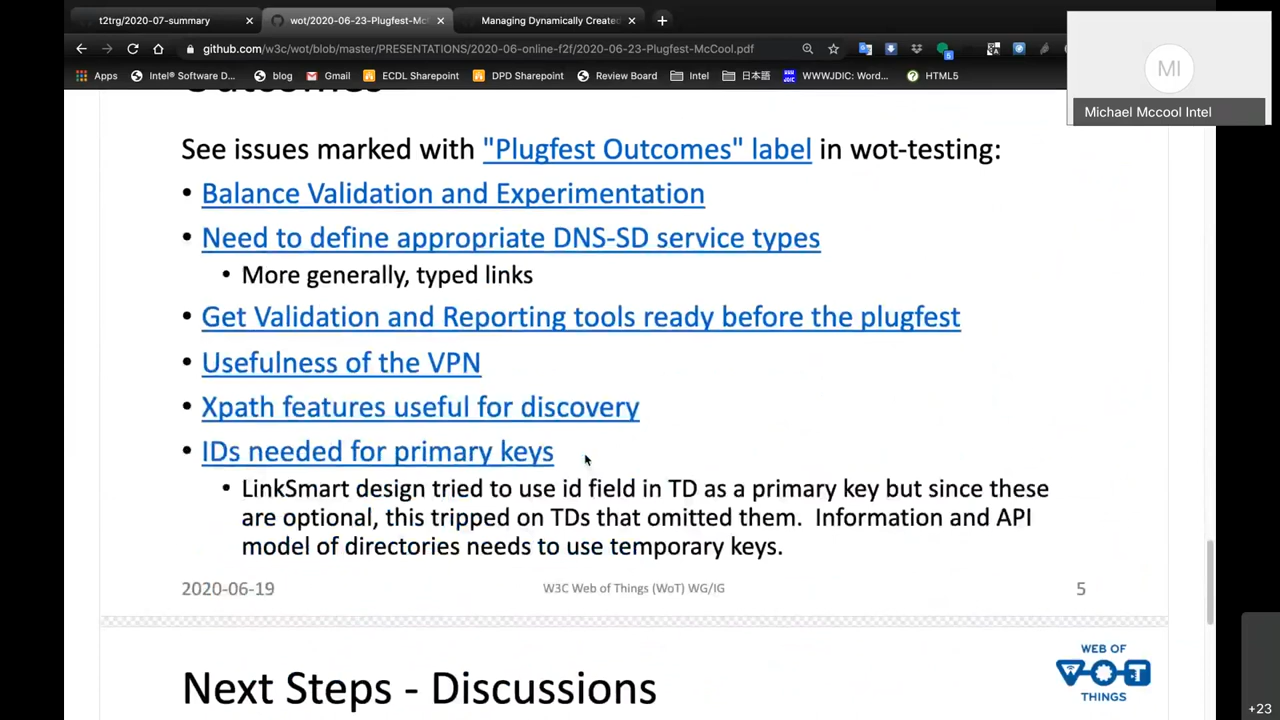 t2trg/2020-07-summary
wot/2020-06-23-Plugfest-McC
Managing Dynamically Created
github.com/w3c/wot/blob/master/PRESENTATIONS/2020-06-online-f2f/2020-06-23-Plugfest-McCool.pdf
5
Apps
Intel® Software D...
blog
Gmail
ECDL Sharepoint
DPD Sharepoint
Review Board
Intel
日本語
WWWJDIC: Word...
HTML5
MI
Michael Mccool Intel
Outcomes
See issues marked with "Plugfest Outcomes" label in wot-testing:
• Balance Validation and Experimentation
• Need to define appropriate DNS-SD service types
• More generally, typed links
• Get Validation and Reporting tools ready before the plugfest
• Usefulness of the VPN
• Xpath features useful for discovery
• IDs needed for primary keys
• LinkSmart design tried to use id field in TD as a primary key but since these
are optional, this tripped on TDs that omitted them. Information and API
model of directories needs to use temporary keys.
2020-06-19
W3C Web of Things (WoT) WG/IG
5
Next Steps - Discussions
WEB OF
WOT
THINGS
+23